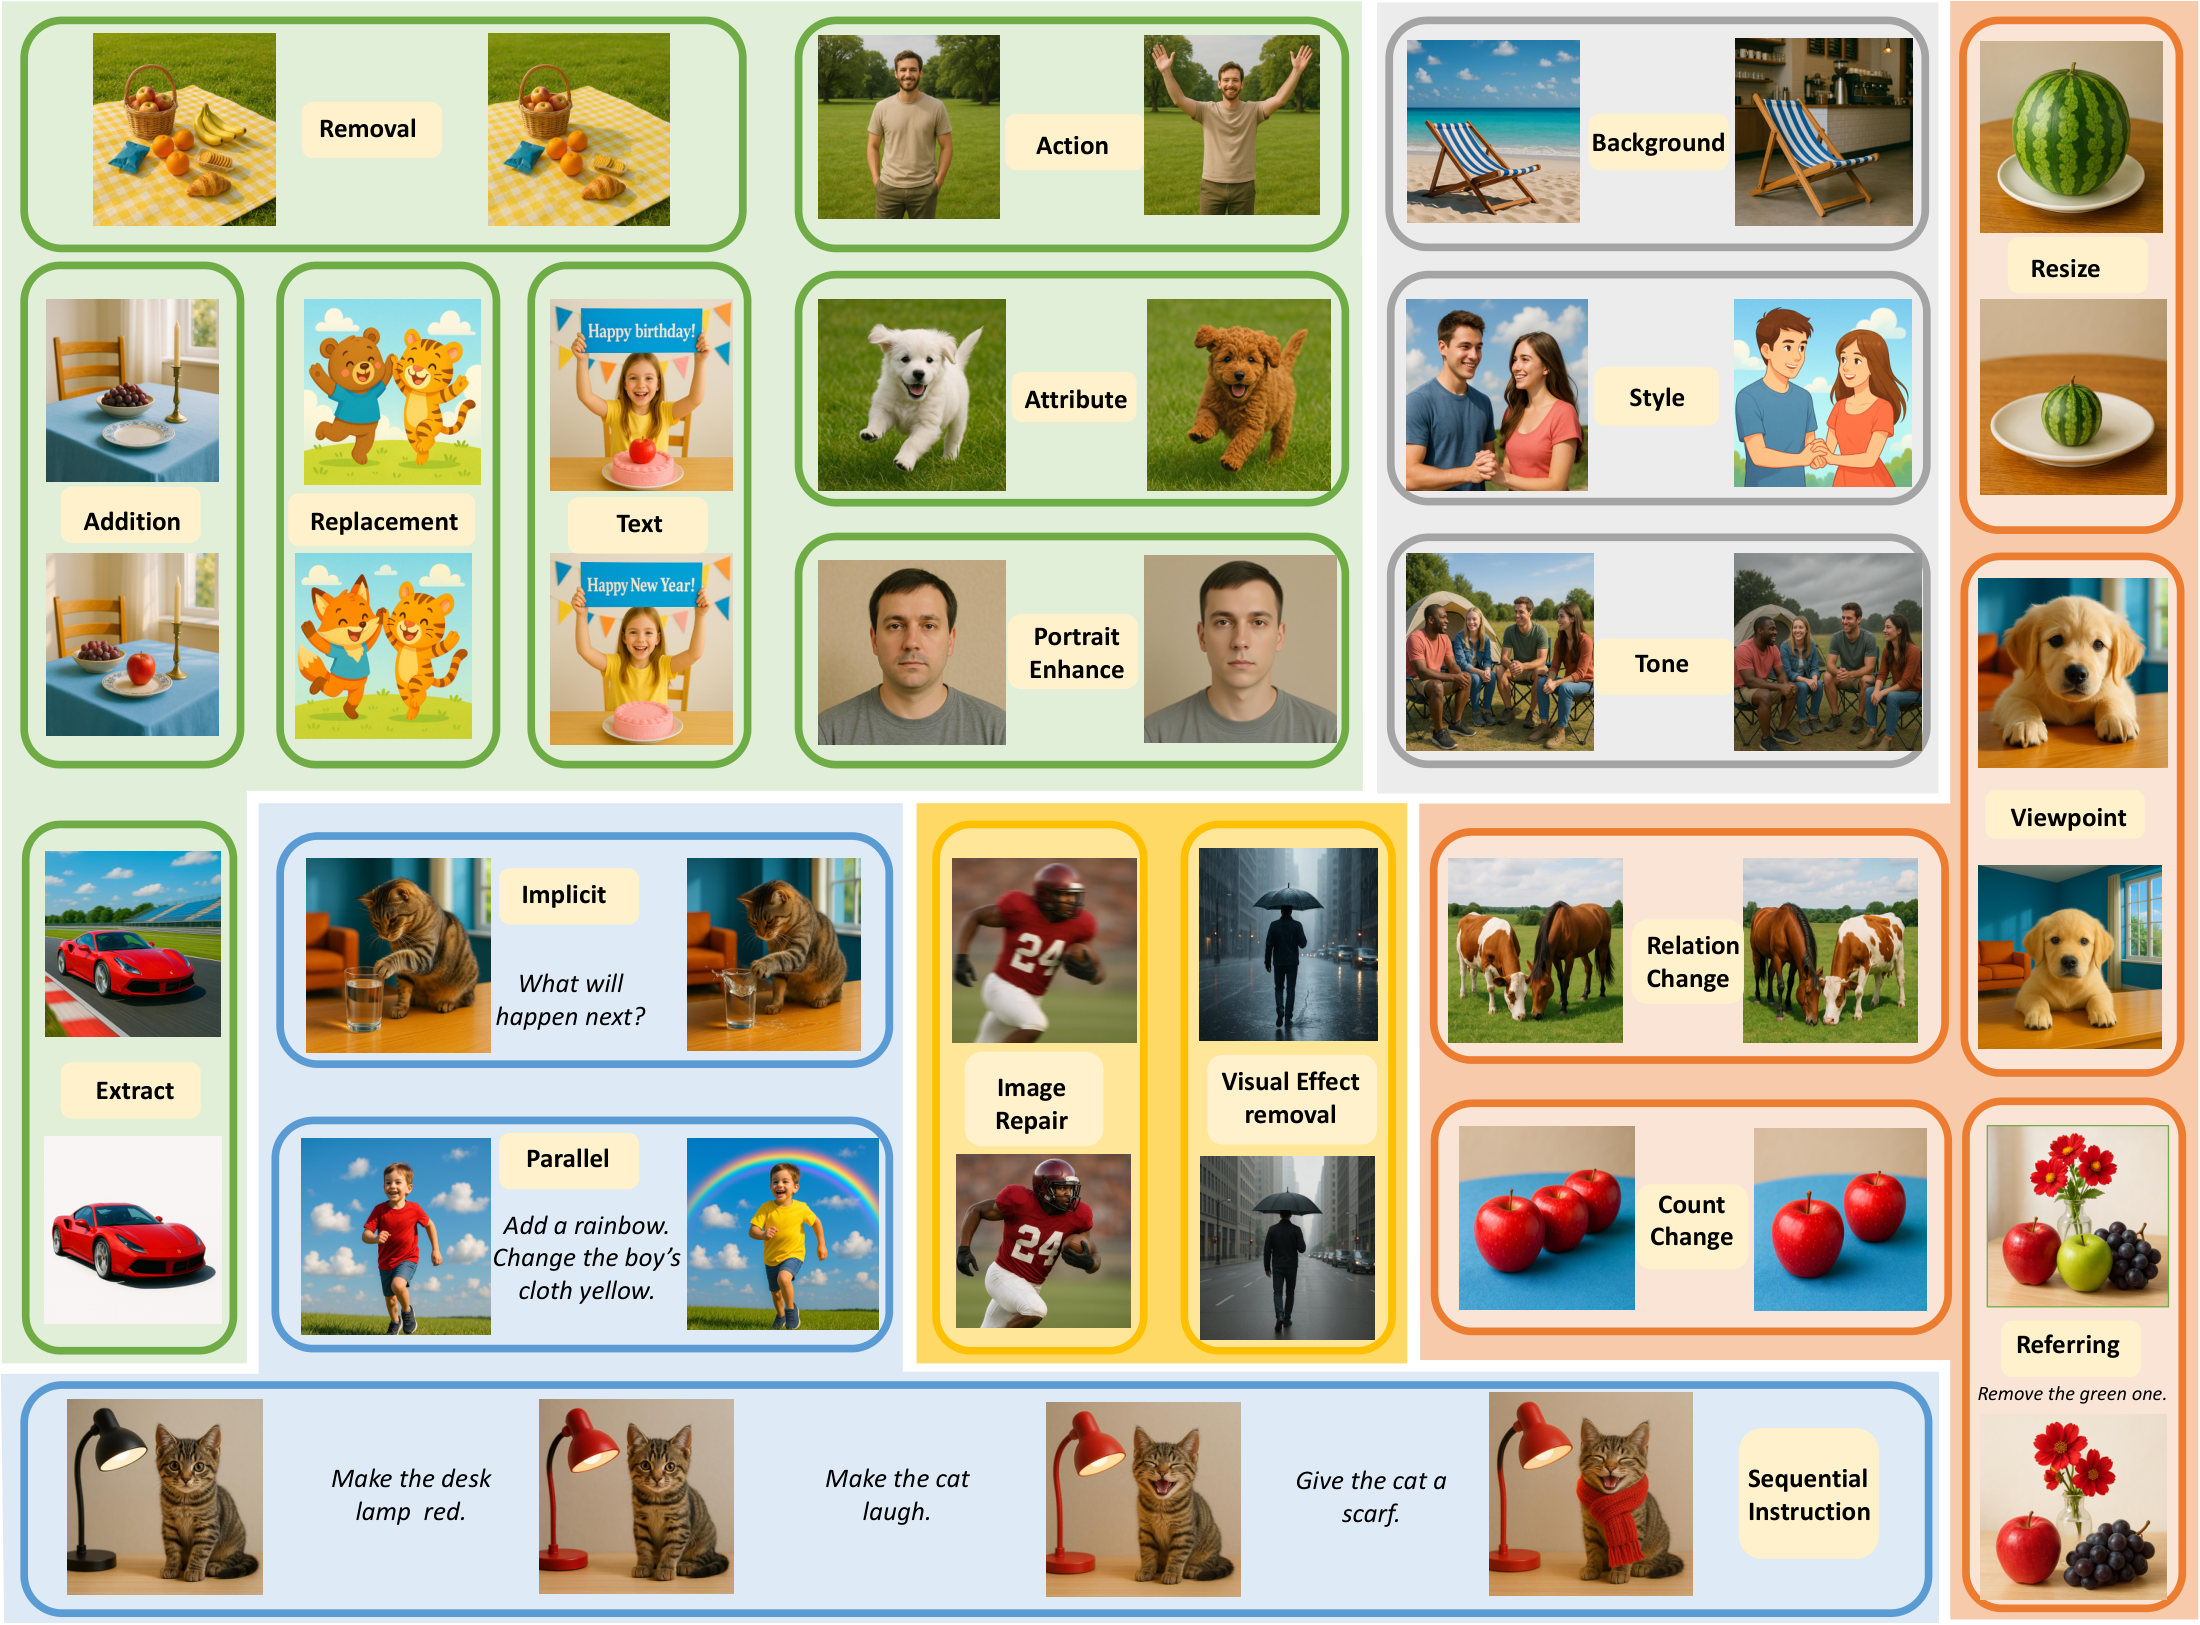 Removal
Action
Background
Resize
Happy birthday!
Attribute
Style
Addition
Replacement
Text
Happy New Year!
Portrait
Enhance
Tone
Viewpoint
Implicit
What will
happen next?
24
Relation
Change
Extract
Image
Repair
Visual Effect
removal
Parallel
Add a rainbow.
Change the boy’s
cloth yellow.
24
Count
Change
Referring
Remove the green one.
Make the desk
lamp  red.
Make the cat
laugh.
Give the cat a
scarf.
Sequential
Instruction